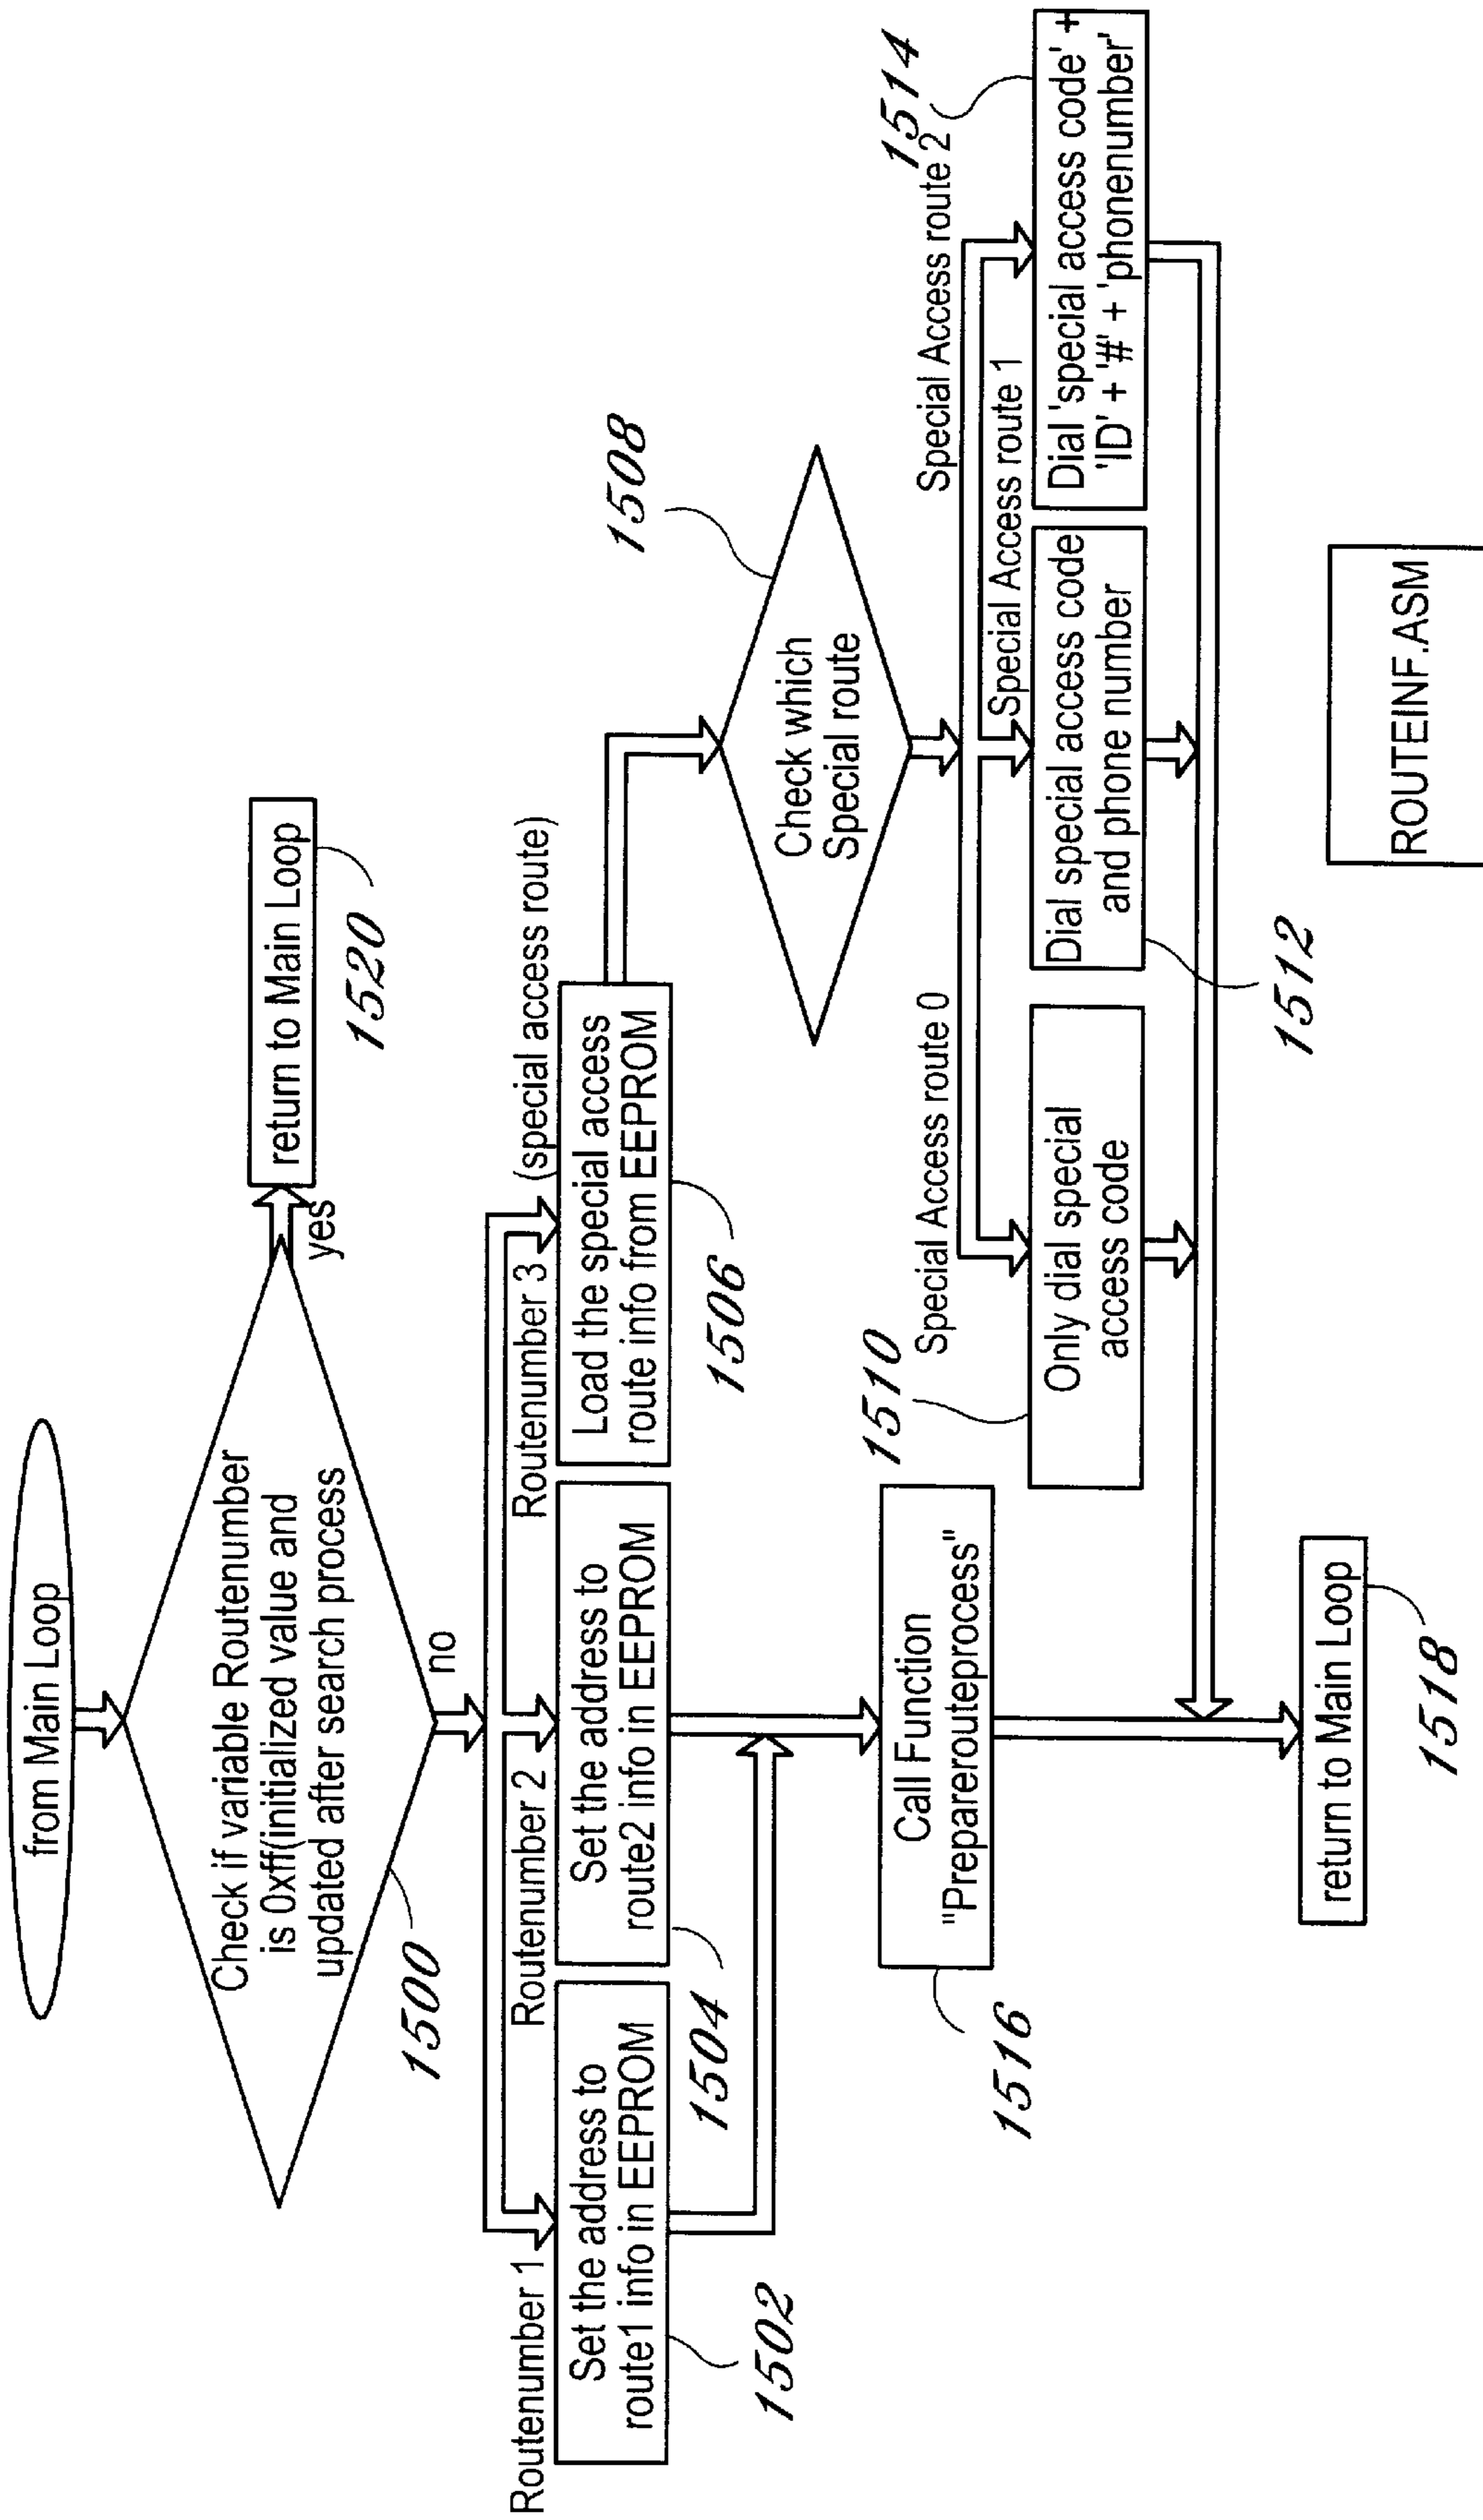 from Main Loop
Check if variable Routenumber
is 0xff(initialized value and
updated after search process
1500
yes
return to Main Loop
1520
no
Routenumber 1
Routenumber 2
Routenumber 3
(special access route)
Set the address to
route1 info in EEPROM
1502
Set the address to
route2 info in EEPROM
1504
Load the special access
route info from EEPROM
1506
Check which
Special route
1508
Special Access route 0
Special Access route 1
Special Access route 2
Call Function
"Preparerouteprocess"
1516
Only dial special
access code
1510
Dial special access code
and phone number
1512
Dial 'special access code' +
'ID' + '#' + 'phonenumber'
1514
return to Main Loop
1518
ROUTEINF.ASM